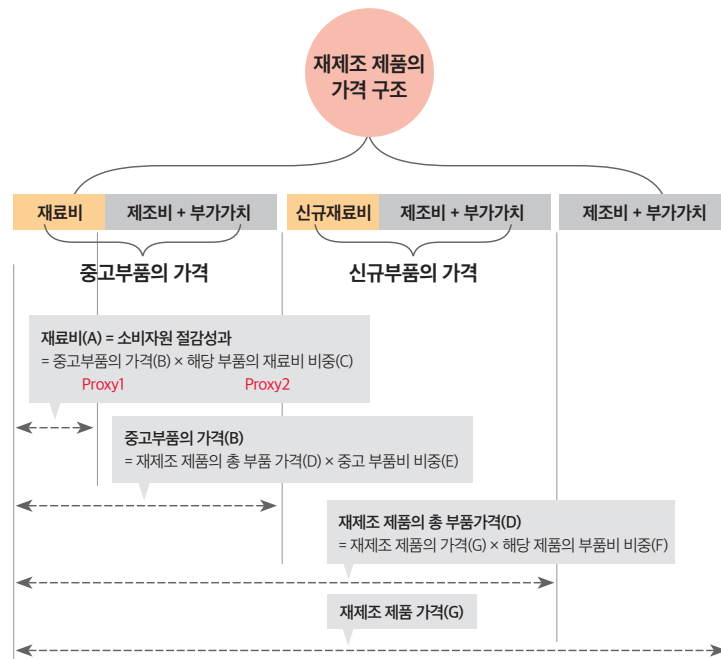 재제조 제품의
가격 구조
재료비
제조비 + 부가가치
신규재료비
제조비 + 부가가치
제조비 + 부가가치
중고부품의 가격
신규부품의 가격
재료비(A) = 소비자원 절감성과
= 중고부품의 가격(B) × 해당 부품의 재료비 비중(C)
Proxy1
Proxy2
중고부품의 가격(B)
= 재제조 제품의 총 부품 가격(D) × 중고 부품비 비중(E)
재제조 제품의 총 부품가격(D)
= 재제조 제품의 가격(G) × 해당 제품의 부품비 비중(F)
재제조 제품 가격(G)